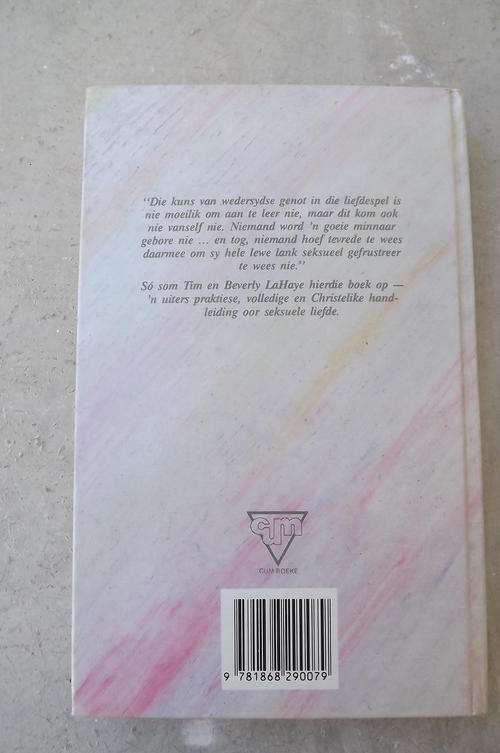 “Die kuns van wedersydse genot in die liefdespel is
nie moeilik om aan te leer nie, maar dit kom ook
nie vanself nie. Niemand word 'n goeie minnaar
gebore nie ... en tog, niemand hoef tevrede te wees
daarmee om sy hele lewe lank seksueel gefrustreer
te wees nie.”
Só som Tim en Beverly LaHaye hierdie boek op —
'n uiters praktiese, volledige en Christelike hand-
leiding oor seksuele liefde.
cum
CUM BOEKE
9 781868 290079